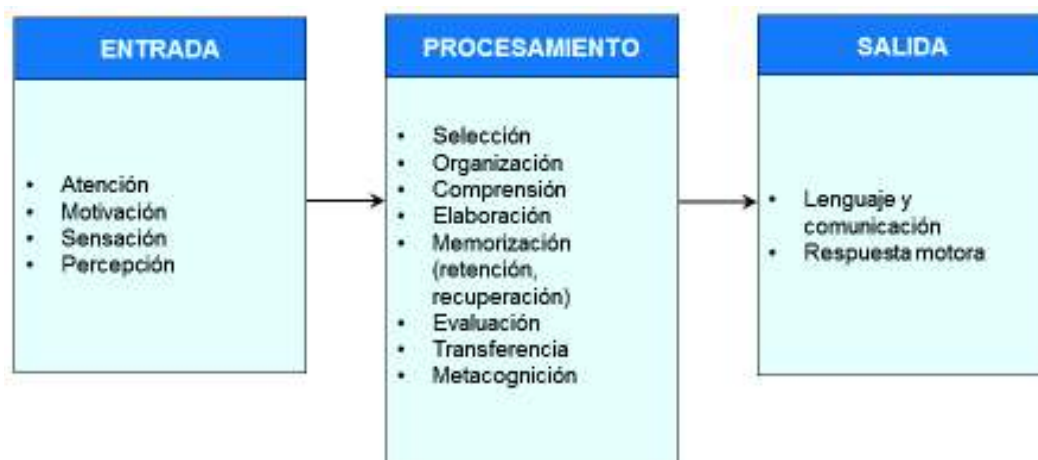 ENTRADA
• Atención
• Motivación
• Sensación
• Percepción
PROCESAMIENTO
• Selección
• Organización
• Comprensión
• Elaboración
• Memorización
(retención,
recuperación)
• Evaluación
• Transferencia
• Metacognición
SALIDA
• Lenguaje y
comunicación
• Respuesta motora